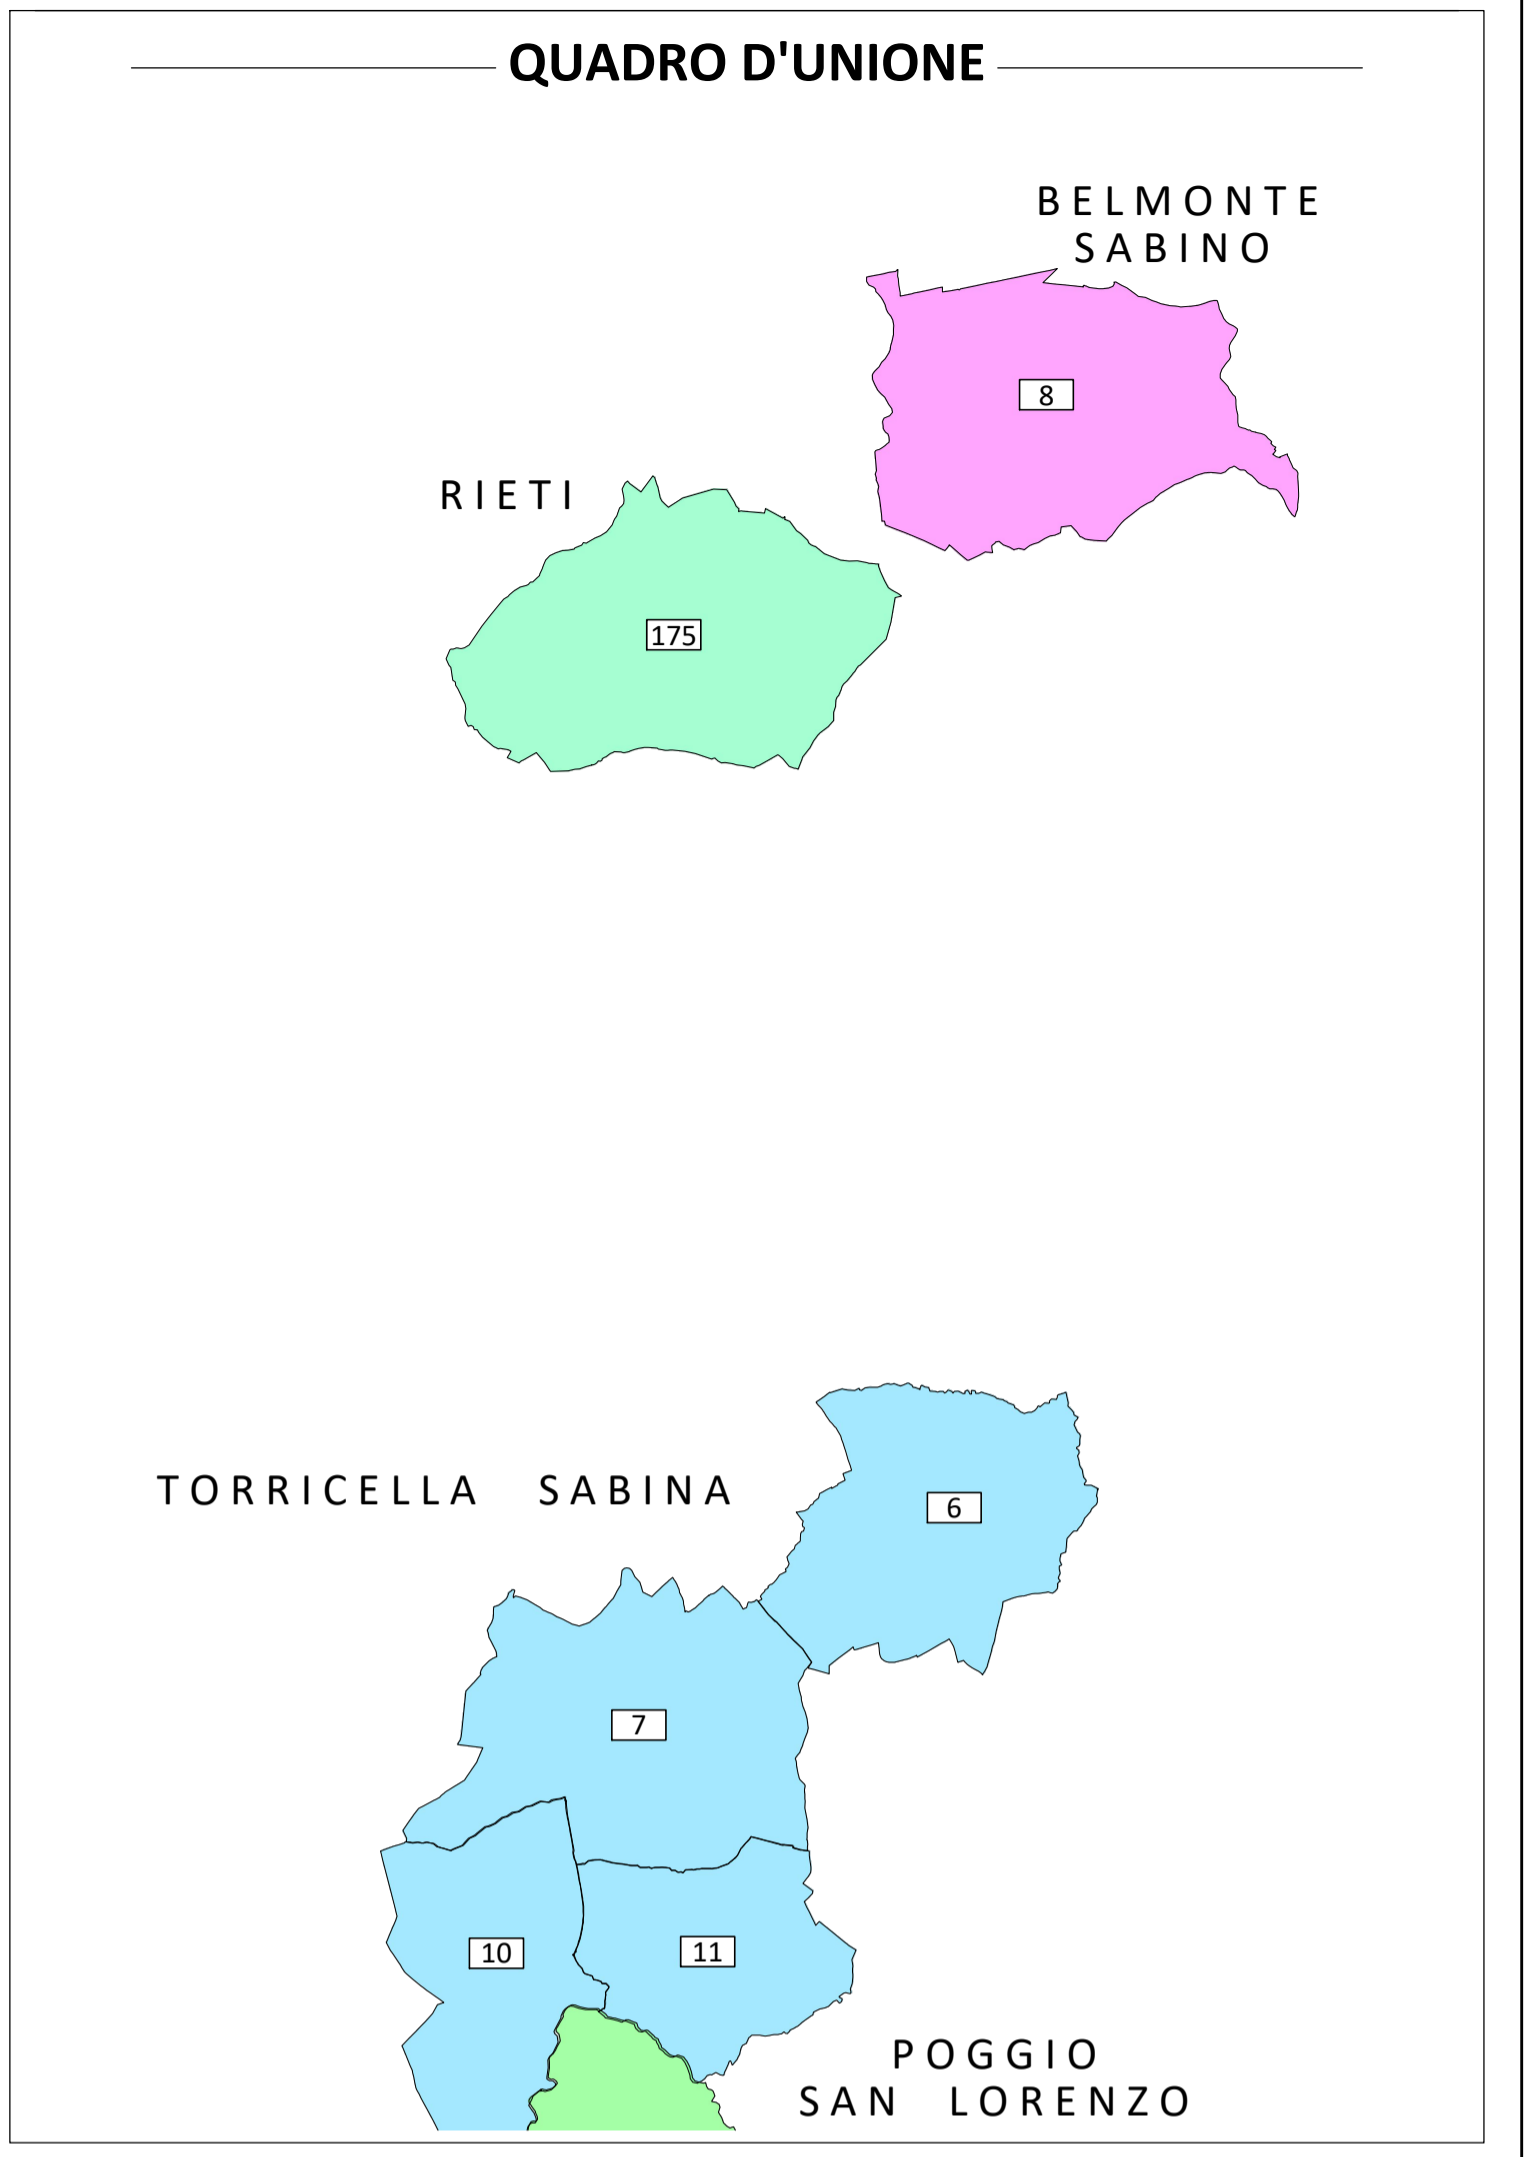 QUADRO D'UNIONE
BELMONTE
SABINO
8
RIETI
175
TORRICELLA SABINA
6
7
10
11
POGGIO
SAN LORENZO